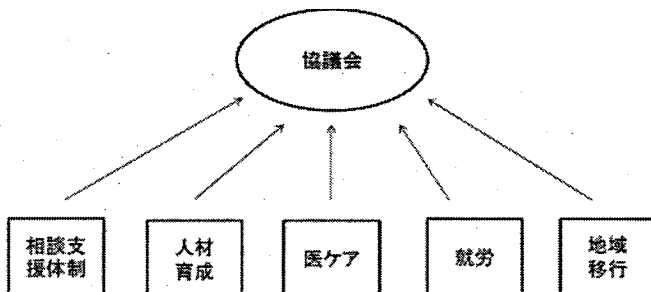 協議会
相談支
援体制
人材
育成
医ケア
就労
地域
移行